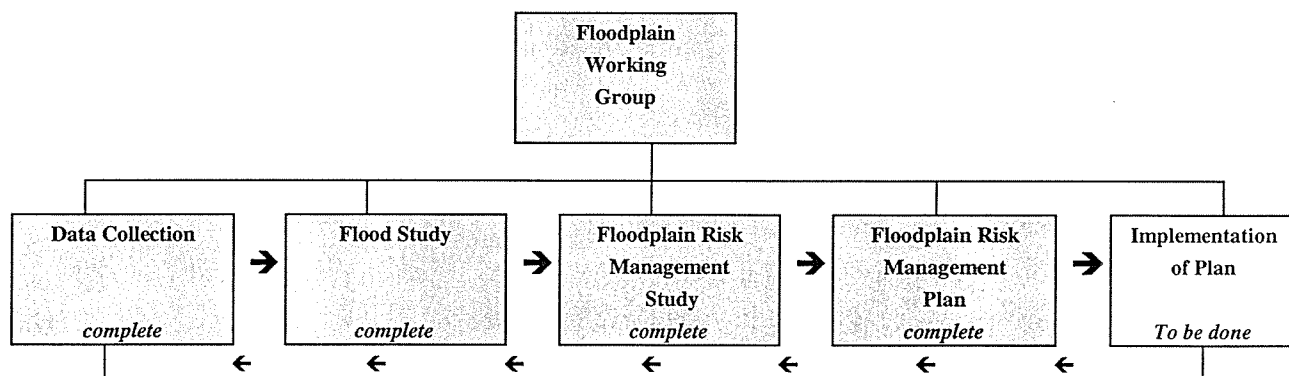 Floodplain
Working
Group
Data Collection
complete
Flood Study
complete
Floodplain Risk
Management
Study
complete
Floodplain Risk
Management
Plan
complete
Implementation
of Plan
To be done